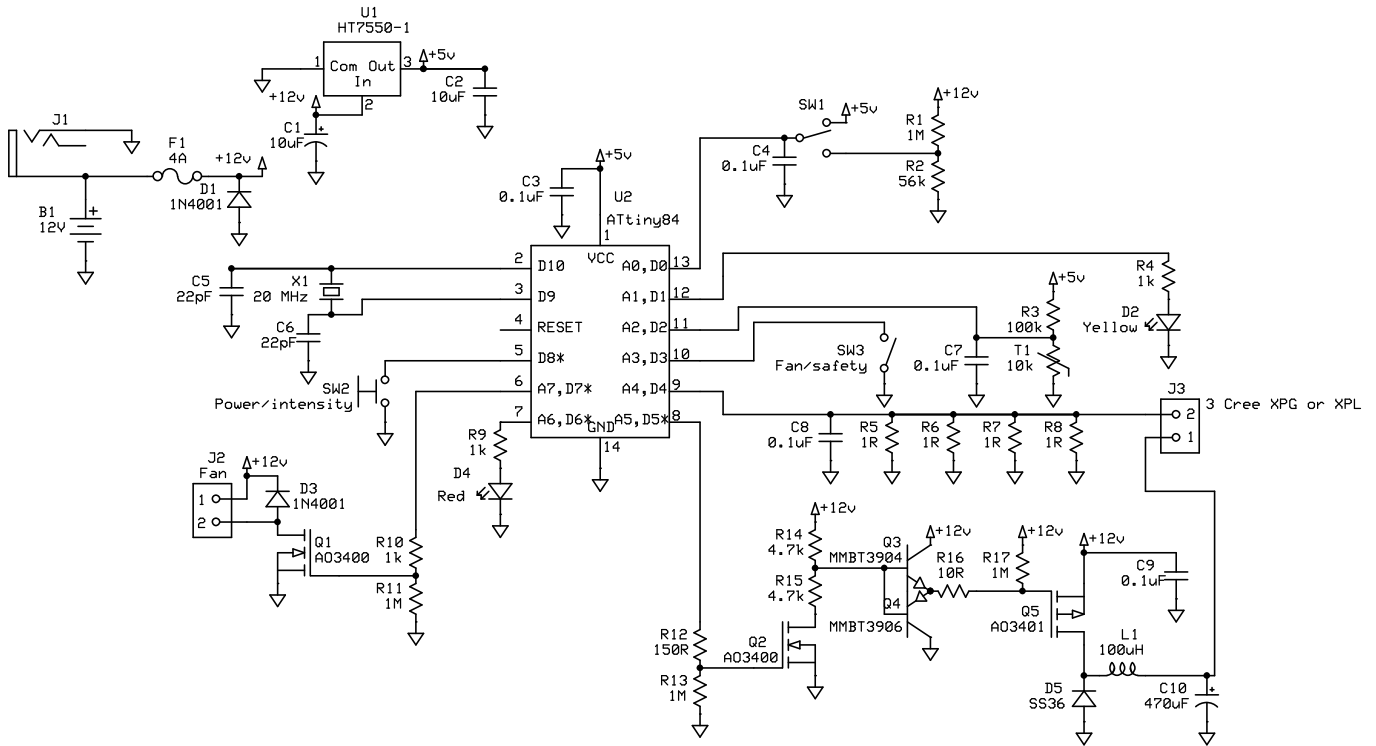 U1
HT7550-1
1
Com Out
In
3
2
+5v
C2
10uF
+12v
C1
+
10uF
J1
F1
4A
+12v
D1
1N4001
B1
12V
+
+5v
C3
0.1uF
U2
ATtiny84
1
VCC
SW1
+5v
C4
0.1uF
+12v
R1
1M
R2
56k
2
D10
A0,D0
13
3
D9
A1,D1
12
4
RESET
A2,D2
11
5
D8*
A3,D3
10
6
A7,D7*
A4,D4
9
7
A6,D6*
A5,D5*
8
GND
14
C5
22pF
X1
20 MHz
C6
22pF
SW2
Power/intensity
R4
1k
D2
Yellow
+5v
R3
100k
T1
10k
C7
0.1uF
SW3
Fan/safety
J3
2
1
3 Cree XPG or XPL
C8
0.1uF
R5
1R
R6
1R
R7
1R
R8
1R
R9
1k
D4
Red
J2
Fan
1
2
+12v
D3
1N4001
Q1
AO3400
R10
1k
R11
1M
R12
150R
R13
1M
Q2
AO3400
+12v
R14
4.7k
R15
4.7k
Q3
MMBT3904
+12v
Q4
MMBT3906
R16
10R
+12v
R17
1M
+12v
C9
0.1uF
Q5
AO3401
L1
100uH
D5
SS36
C10
470uF
+